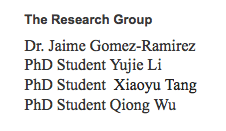 The Research Group
Dr. Jaime Gomez-Ramirez
PhD Student Yujie Li
PhD Student Xiaoyu Tang
PhD Student Qiong Wu